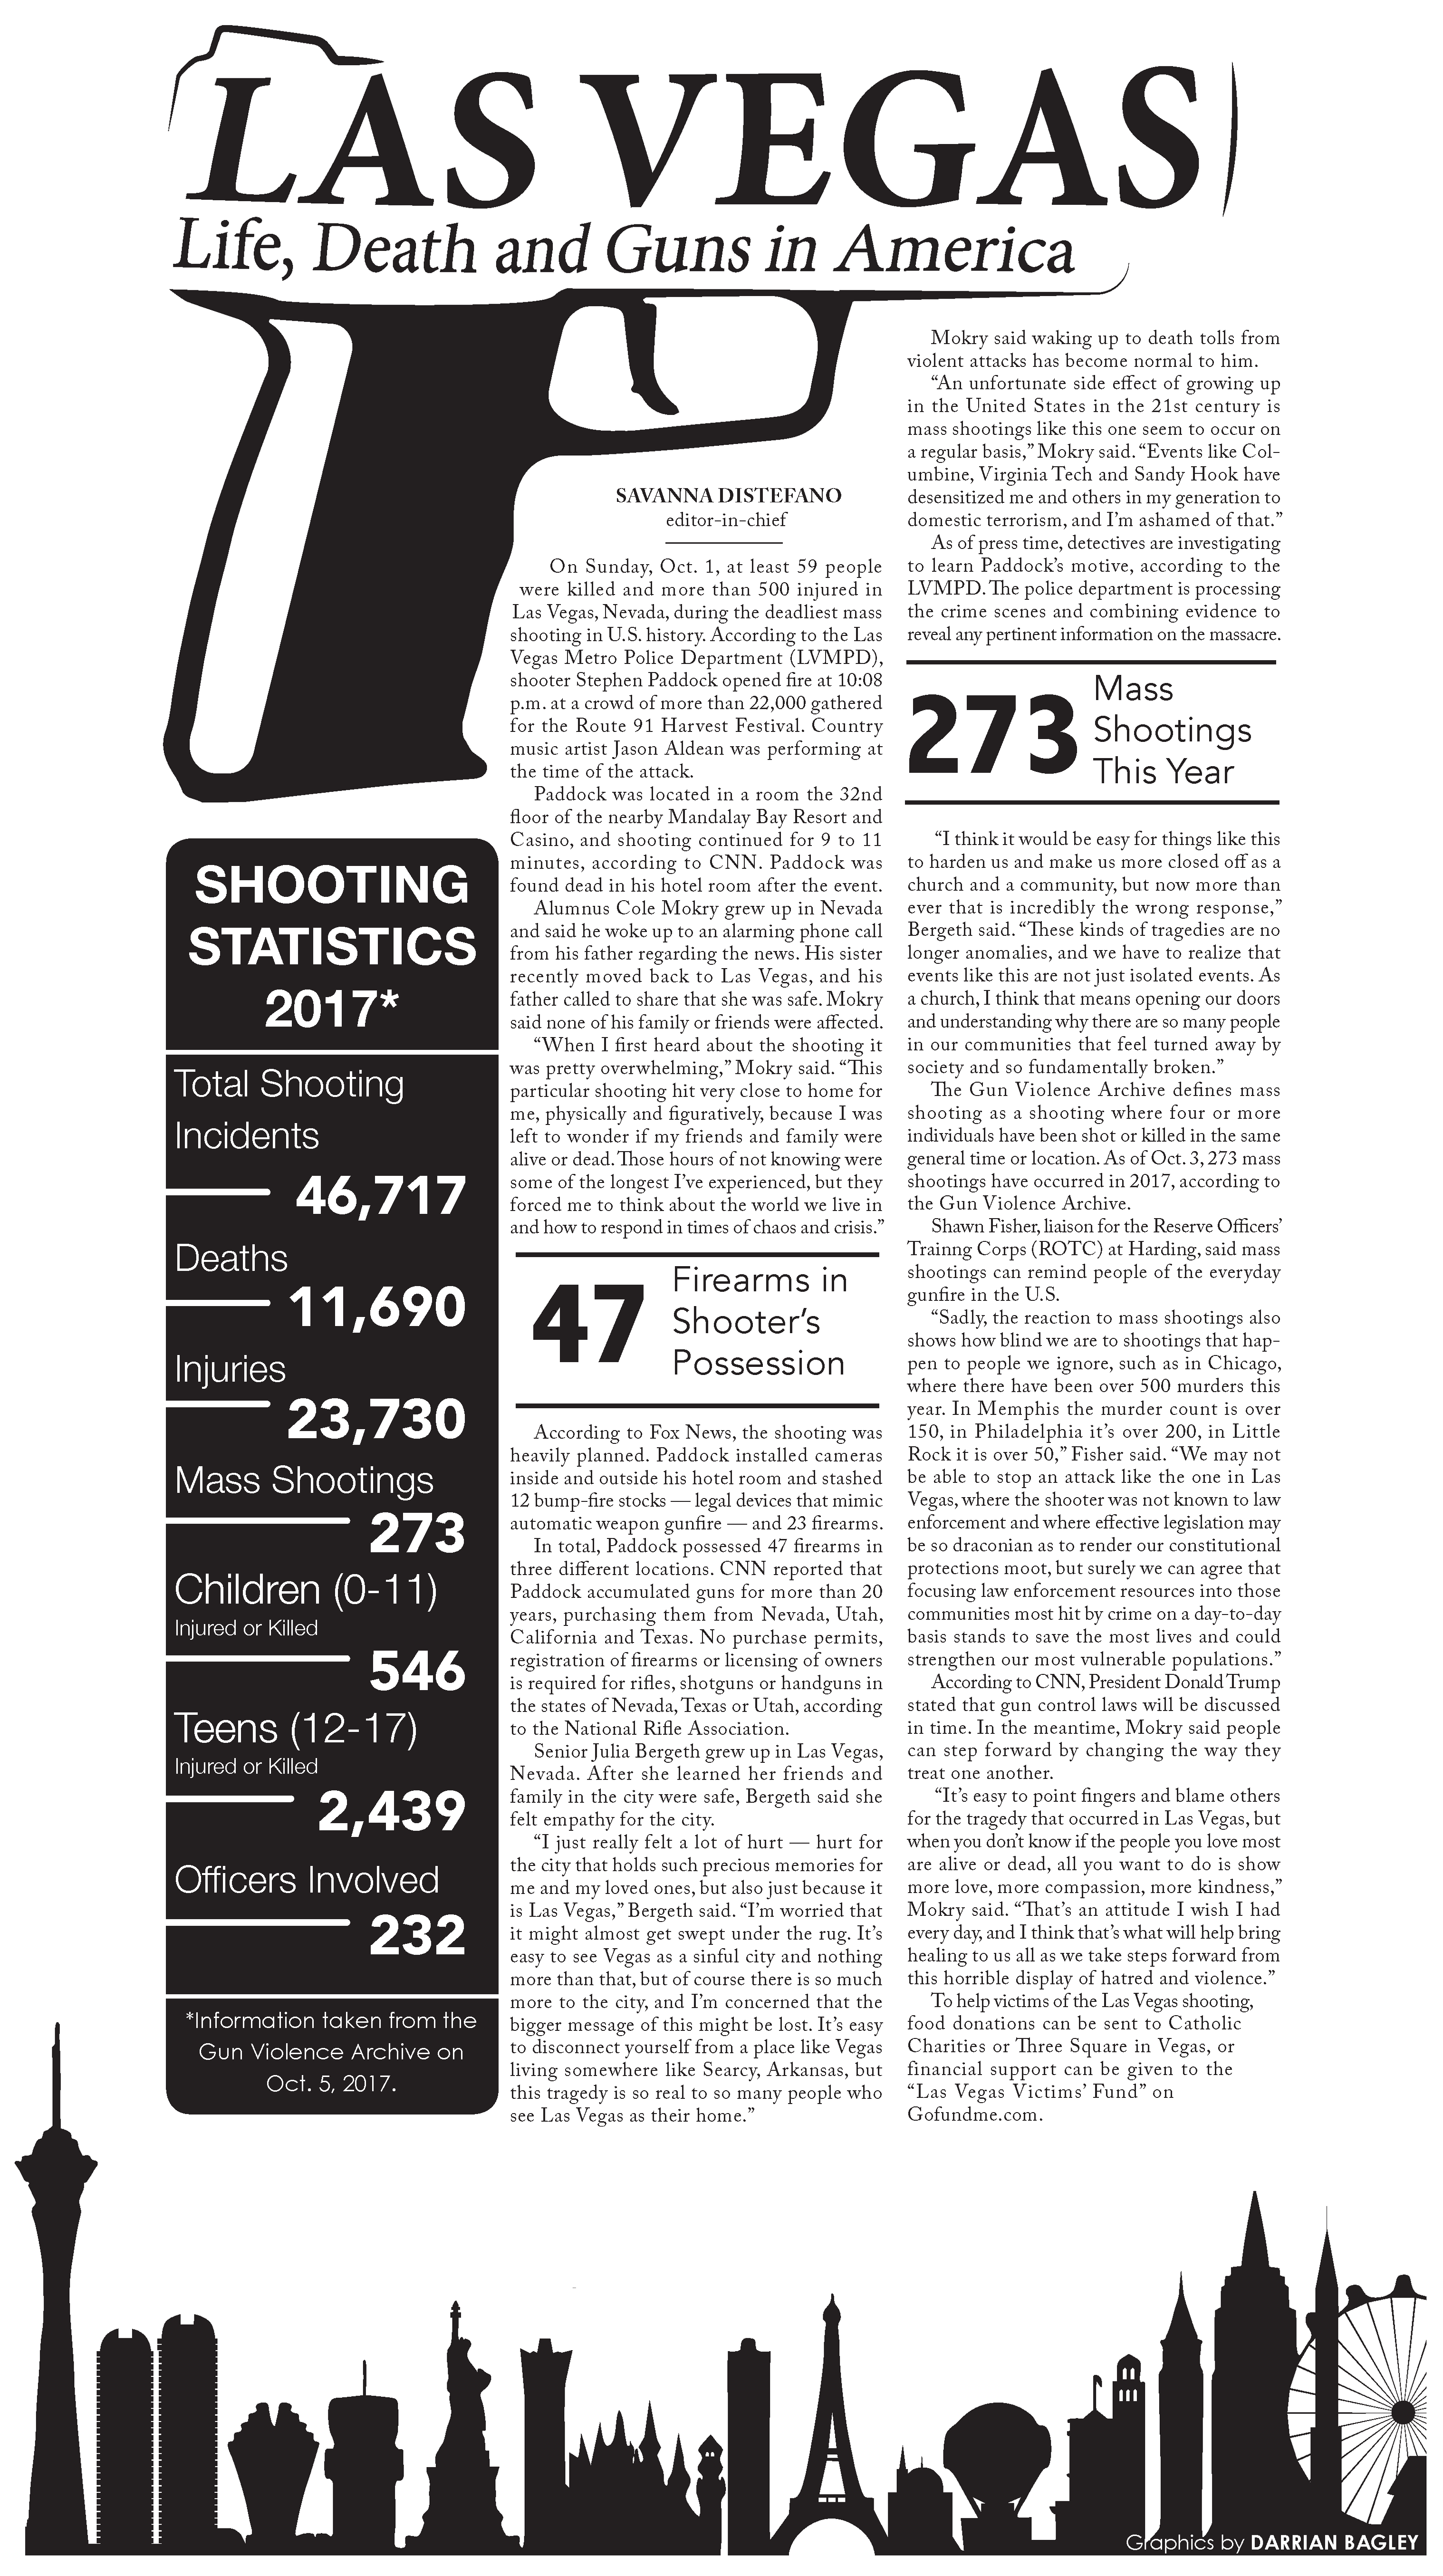 LAS VEGAS
Life, Death and Guns in America
SAVANNA DISTEFANO
editor-in-chief
On Sunday, Oct. 1, at least 59 people
were killed and more than 500 injured in
Las Vegas, Nevada, during the deadliest mass
shooting in U.S. history. According to the Las
Vegas Metro Police Department (LVMPD),
shooter Stephen Paddock opened fire at 10:08
p.m. at a crowd of more than 22,000 gathered
for the Route 91 Harvest Festival. Country
music artist Jason Aldean was performing at
the time of the attack.
Paddock was located in a room the 32nd
floor of the nearby Mandalay Bay Resort and
Casino, and shooting continued for 9 to 11
minutes, according to CNN. Paddock was
found dead in his hotel room after the event.
Alumnus Cole Mokry grew up in Nevada
and said he woke up to an alarming phone call
from his father regarding the news. His sister
recently moved back to Las Vegas, and his
father called to share that she was safe. Mokry
said none of his family or friends were affected.
“When I first heard about the shooting it
was pretty overwhelming,” Mokry said. “This
particular shooting hit very close to home for
me, physically and figuratively, because I was
left to wonder if my friends and family were
alive or dead. Those hours of not knowing were
some of the longest I’ve experienced, but they
forced me to think about the world we live in
and how to respond in times of chaos and crisis.”
47
Firearms in
Shooter’s
Possession
According to Fox News, the shooting was
heavily planned. Paddock installed cameras
inside and outside his hotel room and stashed
12 bump-fire stocks — legal devices that mimic
automatic weapon gunfire — and 23 firearms.
In total, Paddock possessed 47 firearms in
three different locations. CNN reported that
Paddock accumulated guns for more than 20
years, purchasing them from Nevada, Utah,
California and Texas. No purchase permits,
registration of firearms or licensing of owners
is required for rifles, shotguns or handguns in
the states of Nevada, Texas or Utah, according
to the National Rifle Association.
Senior Julia Bergeth grew up in Las Vegas,
Nevada. After she learned her friends and
family in the city were safe, Bergeth said she
felt empathy for the city.
“I just really felt a lot of hurt — hurt for
the city that holds such precious memories for
me and my loved ones, but also just because it
is Las Vegas,” Bergeth said. “I’m worried that
it might almost get swept under the rug. It’s
easy to see Vegas as a sinful city and nothing
more than that, but of course there is so much
more to the city, and I’m concerned that the
bigger message of this might be lost. It’s easy
to disconnect yourself from a place like Vegas
living somewhere like Searcy, Arkansas, but
this tragedy is so real to so many people who
see Las Vegas as their home.”
Mokry said waking up to death tolls from
violent attacks has become normal to him.
“An unfortunate side effect of growing up
in the United States in the 21st century is
mass shootings like this one seem to occur on
a regular basis,” Mokry said. “Events like Col-
umbine, Virginia Tech and Sandy Hook have
desensitized me and others in my generation to
domestic terrorism, and I’m ashamed of that.”
As of press time, detectives are investigating
to learn Paddock’s motive, according to the
LVMPD. The police department is processing
the crime scenes and combining evidence to
reveal any pertinent information on the massacre.
273
Mass
Shootings
This Year
“I think it would be easy for things like this
to harden us and make us more closed off as a
church and a community, but now more than
ever that is incredibly the wrong response,”
Bergeth said. “These kinds of tragedies are no
longer anomalies, and we have to realize that
events like this are not just isolated events. As
a church, I think that means opening our doors
and understanding why there are so many people
in our communities that feel turned away by
society and so fundamentally broken.”
The Gun Violence Archive defines mass
shooting as a shooting where four or more
individuals have been shot or killed in the same
general time or location. As of Oct. 3, 273 mass
shootings have occurred in 2017, according to
the Gun Violence Archive.
Shawn Fisher, liaison for the Reserve Officers’
Trainng Corps (ROTC) at Harding, said mass
shootings can remind people of the everyday
gunfire in the U.S.
“Sadly, the reaction to mass shootings also
shows how blind we are to shootings that hap-
pen to people we ignore, such as in Chicago,
where there have been over 500 murders this
year. In Memphis the murder count is over
150, in Philadelphia it’s over 200, in Little
Rock it is over 50,” Fisher said. “We may not
be able to stop an attack like the one in Las
Vegas, where the shooter was not known to law
enforcement and where effective legislation may
be so draconian as to render our constitutional
protections moot, but surely we can agree that
focusing law enforcement resources into those
communities most hit by crime on a day-to-day
basis stands to save the most lives and could
strengthen our most vulnerable populations.”
According to CNN, President Donald Trump
stated that gun control laws will be discussed
in time. In the meantime, Mokry said people
can step forward by changing the way they
treat one another.
“It’s easy to point fingers and blame others
for the tragedy that occurred in Las Vegas, but
when you don’t know if the people you love most
are alive or dead, all you want to do is show
more love, more compassion, more kindness,”
Mokry said. “That’s an attitude I wish I had
every day, and I think that’s what will help bring
healing to us all as we take steps forward from
this horrible display of hatred and violence.”
To help victims of the Las Vegas shooting,
food donations can be sent to Catholic
Charities or Three Square in Vegas, or
financial support can be given to the
“Las Vegas Victims’ Fund” on
Gofundme.com.
SHOOTING
STATISTICS
2017*
Total Shooting
Incidents
46,717
Deaths
11,690
Injuries
23,730
Mass Shootings
273
Children (0-11)
Injured or Killed
546
Teens (12-17)
Injured or Killed
2,439
Officers Involved
232
*Information taken from the
Gun Violence Archive on
Oct. 5, 2017.
Graphics by DARRIAN BAGLEY